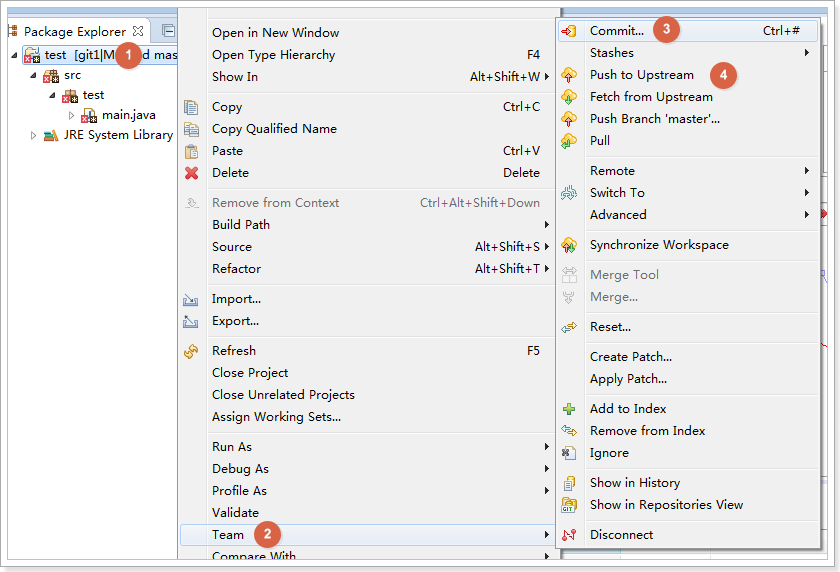 Package Explorer
test [git1|M
d mas
1
src
test
main.java
JRE System Library
Open in New Window
Open Type Hierarchy F4
Show In Alt+Shift+W
Copy Ctrl+C
Copy Qualified Name
Paste Ctrl+V
Delete Delete
Remove from Context Ctrl+Alt+Shift+Down
Build Path
Source Alt+Shift+S
Refactor Alt+Shift+T
Import...
Export...
Refresh F5
Close Project
Close Unrelated Projects
Assign Working Sets...
Run As
Debug As
Profile As
Validate
Team 2
Compare With
Commit... 3 Ctrl+#
Stashes
Push to Upstream 4
Fetch from Upstream
Push Branch 'master'...
Pull
Remote
Switch To
Advanced
Synchronize Workspace
Merge Tool
Merge...
Reset...
Create Patch...
Apply Patch...
Add to Index
Remove from Index
Ignore
Show in History
GIT Show in Repositories View
Disconnect